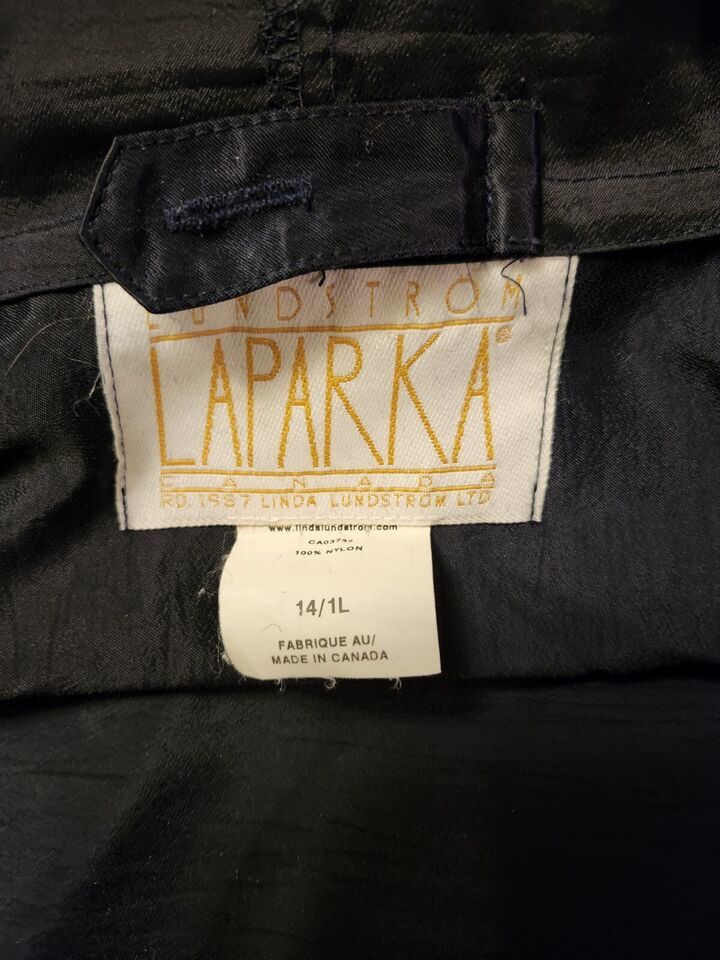 LUNDSTROM
LAPARKA®
CANADA
RD. 1987 LINDA LUNDSTROM LTD
www.lindalundstrom.com
100% NYLON
14/1L
FABRIQUE AU/
MADE IN CANADA